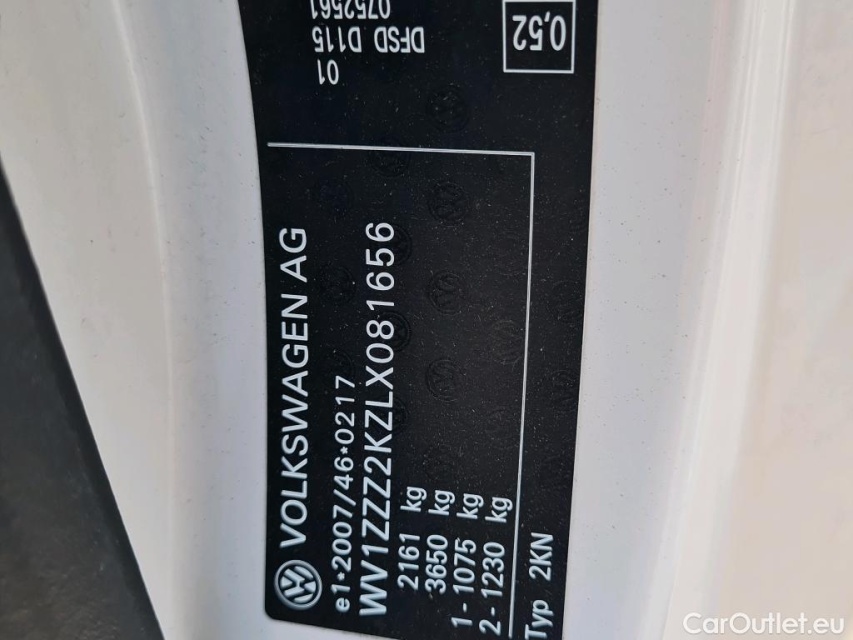 VOLKSWAGEN AG
e1*2007/46*0217
WV1ZZZ2KZLX081656
2161 kg
3650 kg
1- 1075 kg
2- 1230 kg
Typ 2KN
01
DFSD D115
0752561
0,52
CarOutlet.eu